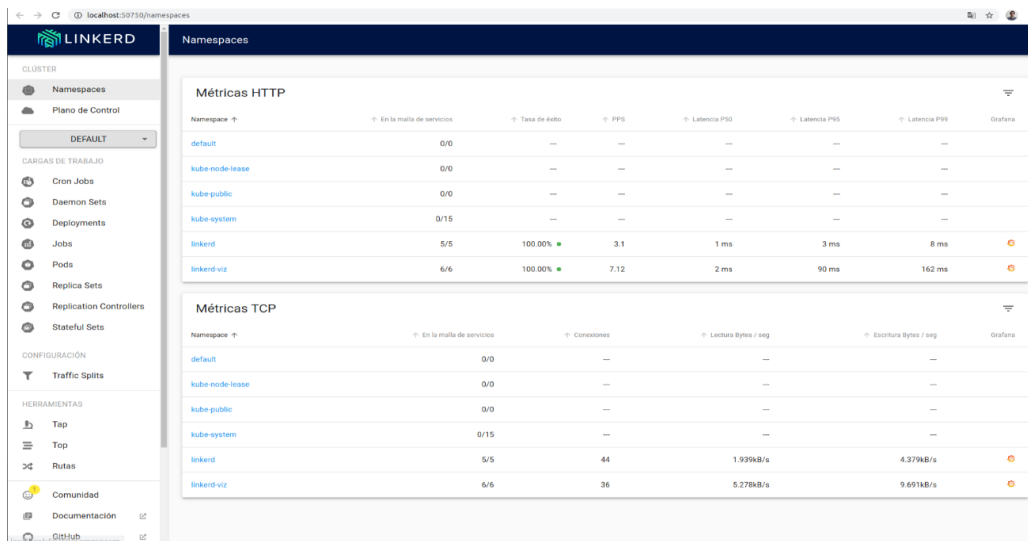 localhost:50750/namespaces
LINKERD
Namespaces
CLÚSTER
Namespaces
Plano de Control
DEFAULT
CARGAS DE TRABAJO
Cron Jobs
Daemon Sets
Deployments
Jobs
Pods
Replica Sets
Replication Controllers
Stateful Sets
CONFIGURACIÓN
Traffic Splits
HERRAMIENTAS
Tap
Top
Rutas
1
Comunidad
Documentación
GitHub
Métricas HTTP
Namespace ↑ ↑ En la malla de servicios ↑ Tasa de éxito ↑ PPS ↑ Latencia P50 ↑ Latencia P95 ↑ Latencia P99 Grafana
default 0/0 --- --- --- --- ---
kube-node-lease 0/0 --- --- --- --- ---
kube-public 0/0 --- --- --- --- ---
kube-system 0/15 --- --- --- --- ---
linkerd 5/5 100.00% 3.1 1 ms 3 ms 8 ms
linkerd-viz 6/6 100.00% 7.12 2 ms 90 ms 162 ms
Métricas TCP
Namespace ↑ ↑ En la malla de servicios ↑ Conexiones ↑ Lectura Bytes / seg ↑ Escritura Bytes / seg Grafana
default 0/0 --- --- ---
kube-node-lease 0/0 --- --- ---
kube-public 0/0 --- --- ---
kube-system 0/15 --- --- ---
linkerd 5/5 44 1.939kB/s 4.379kB/s
linkerd-viz 6/6 36 5.278kB/s 9.691kB/s